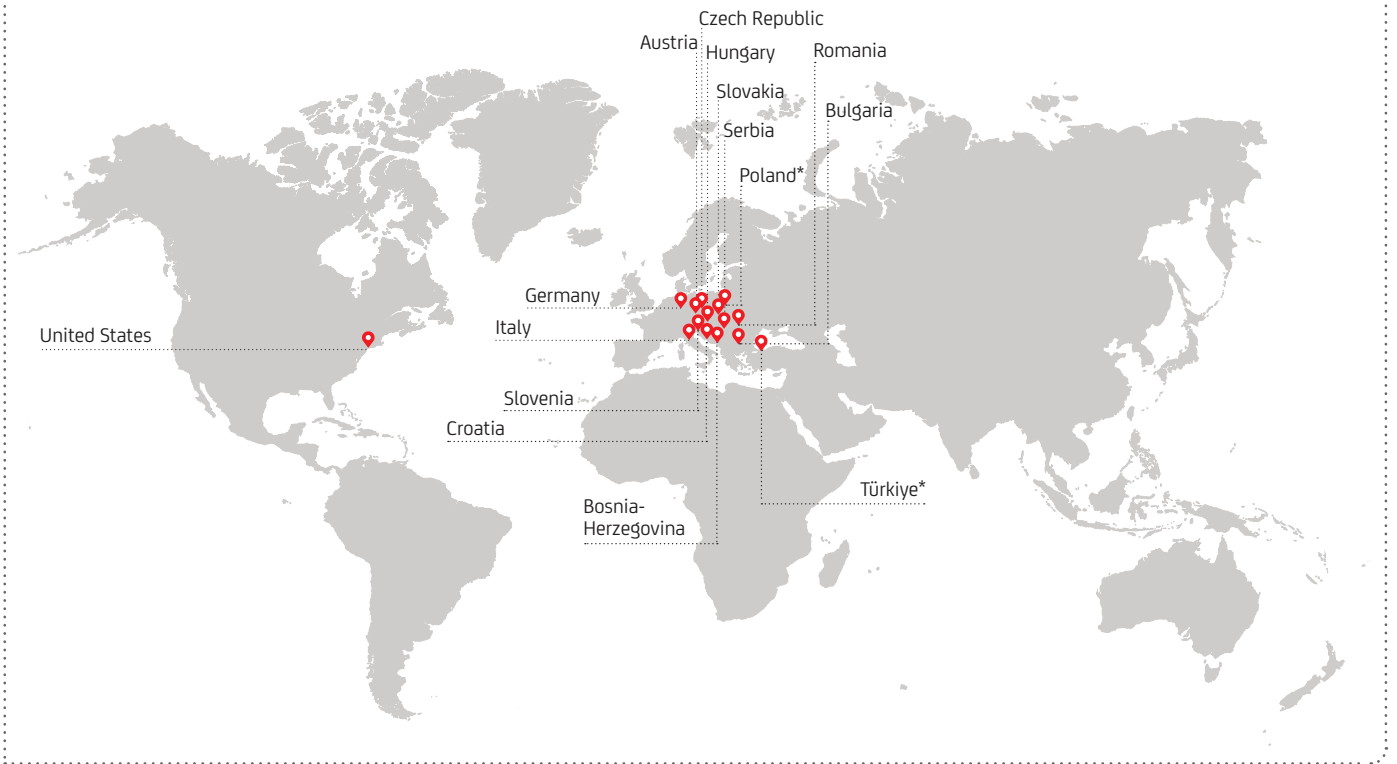 Czech Republic
Austria
Hungary
Romania
Slovakia
Bulgaria
Serbia
Poland*
Germany
Italy
United States
Slovenia
Croatia
Türkiye*
Bosnia-
Herzegovina